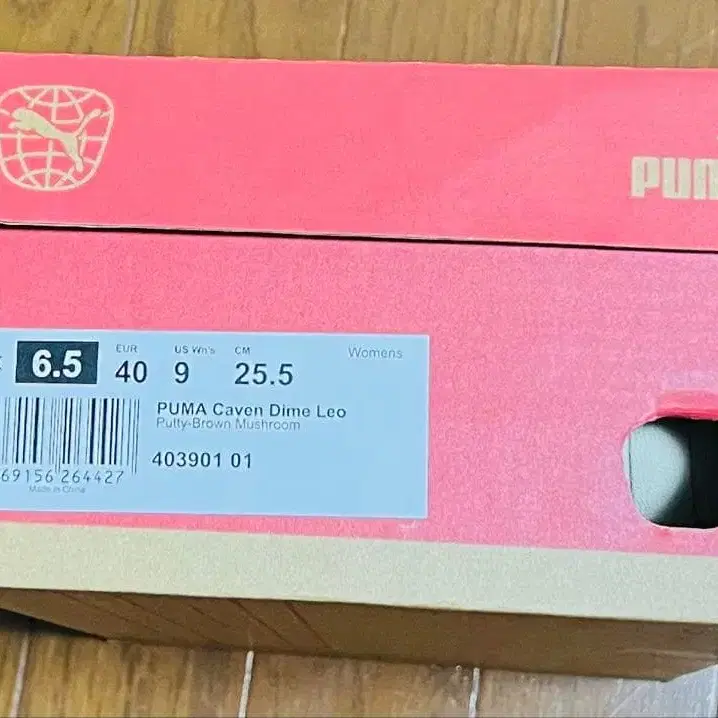 PUM
EUR US Wn's CM Womens
6.5 40 9 25.5
PUMA Caven Dime Leo
Putty-Brown Mushroom
403901 01
69156 264427
Made in China